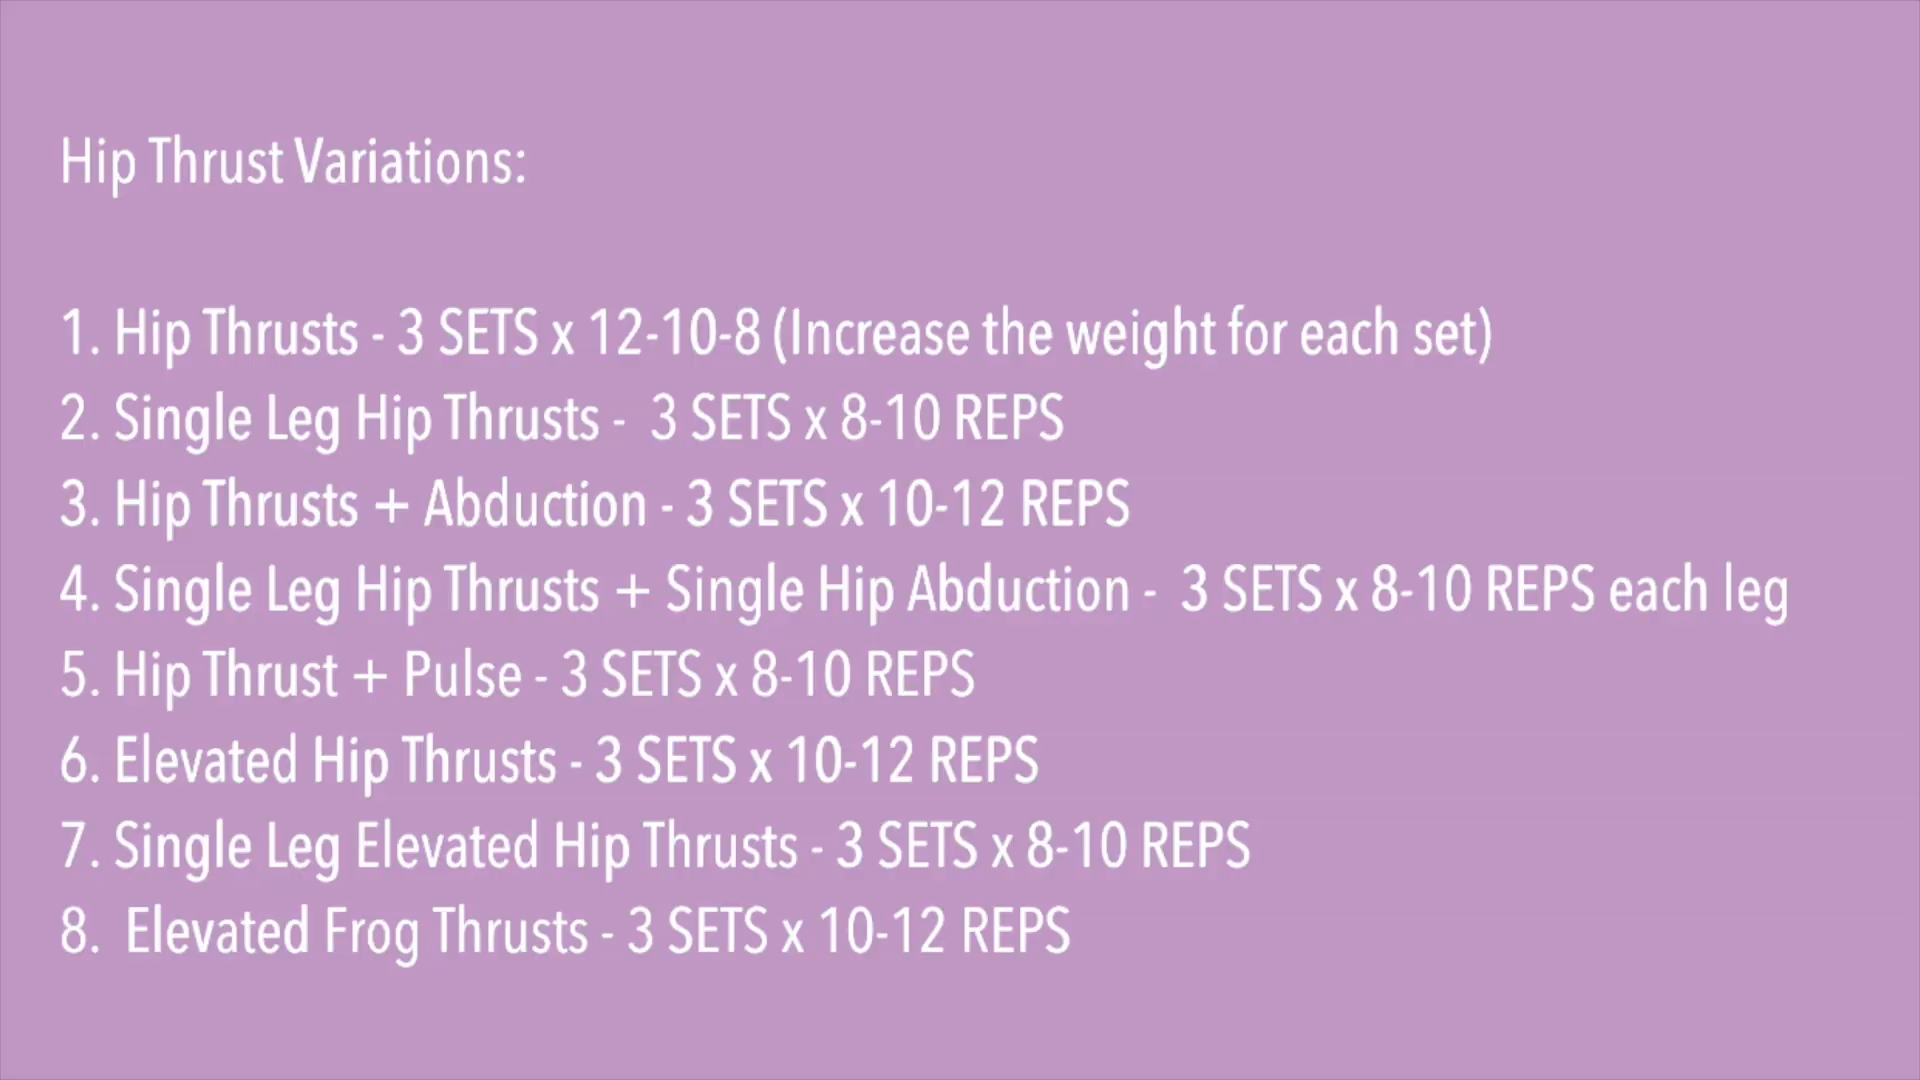 Hip Thrust Variations:
1. Hip Thrusts - 3 SETS x 12-10-8 (Increase the weight for each set)
2. Single Leg Hip Thrusts -  3 SETS x 8-10 REPS
3. Hip Thrusts + Abduction - 3 SETS x 10-12 REPS
4. Single Leg Hip Thrusts + Single Hip Abduction -  3 SETS x 8-10 REPS each leg
5. Hip Thrust + Pulse - 3 SETS x 8-10 REPS
6. Elevated Hip Thrusts - 3 SETS x 10-12 REPS
7. Single Leg Elevated Hip Thrusts - 3 SETS x 8-10 REPS
8.  Elevated Frog Thrusts - 3 SETS x 10-12 REPS